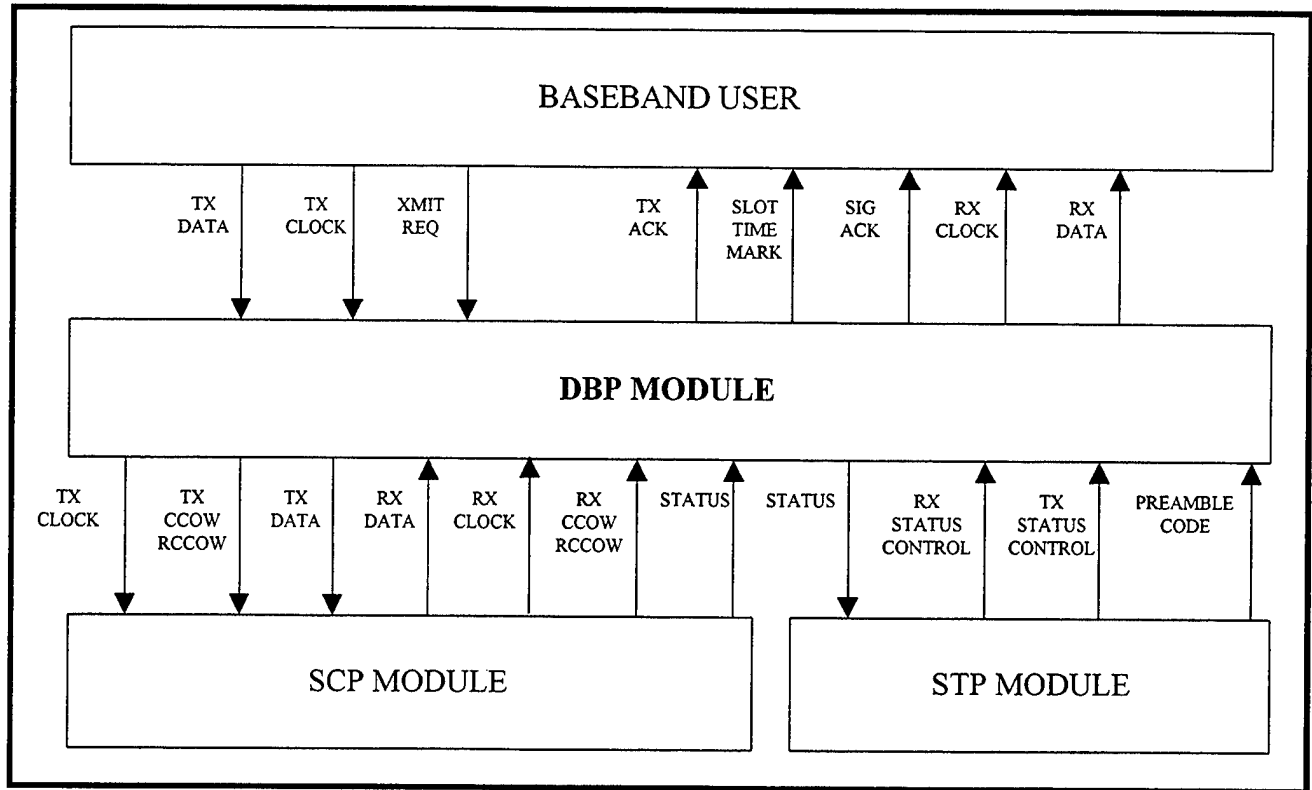 BASEBAND USER
TX
DATA
TX
CLOCK
XMIT
REQ
TX
ACK
SLOT
TIME
MARK
SIG
ACK
RX
CLOCK
RX
DATA
DBP MODULE
TX
CLOCK
TX
CCOW
RCCOW
TX
DATA
RX
DATA
RX
CLOCK
RX
CCOW
RCCOW
STATUS
STATUS
RX
STATUS
CONTROL
TX
STATUS
CONTROL
PREAMBLE
CODE
SCP MODULE
STP MODULE